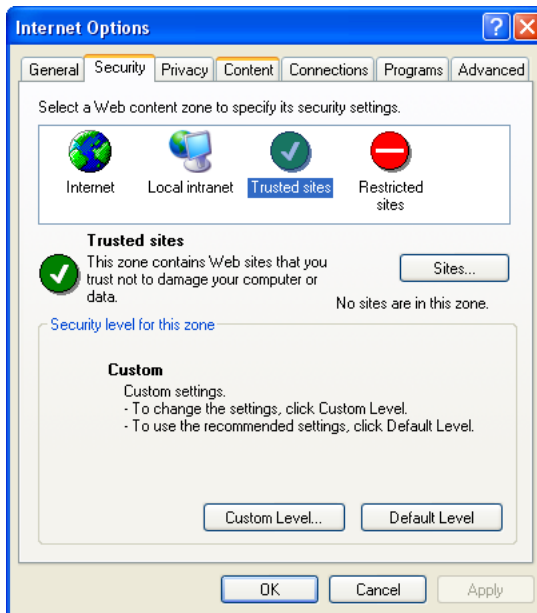 Internet Options
General Security Privacy Content Connections Programs Advanced
Select a Web content zone to specify its security settings.
Internet Local intranet Trusted sites Restricted
sites
Trusted sites
This zone contains Web sites that you
trust not to damage your computer or
data.
Sites...
No sites are in this zone.
Security level for this zone
Custom
Custom settings.
- To change the settings, click Custom Level.
- To use the recommended settings, click Default Level.
Custom Level... Default Level
OK Cancel Apply